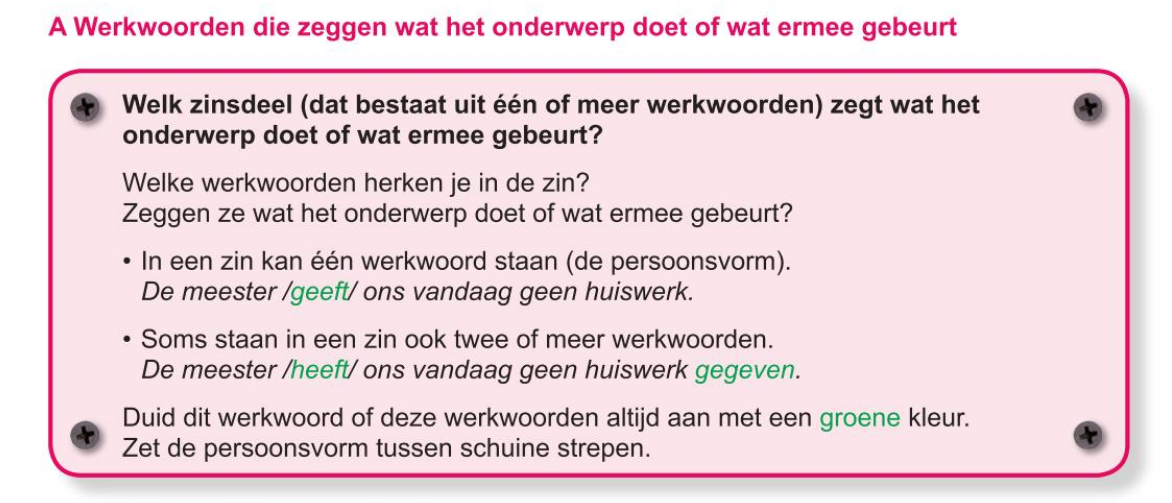 A Werkwoorden die zeggen wat het onderwerp doet of wat ermee gebeurt
Welk zinsdeel (dat bestaat uit één of meer werkwoorden) zegt wat het
onderwerp doet of wat ermee gebeurt?
Welke werkwoorden herken je in de zin?
Zeggen ze wat het onderwerp doet of wat ermee gebeurt?
• In een zin kan één werkwoord staan (de persoonsvorm).
De meester /geeft/ ons vandaag geen huiswerk.
• Soms staan in een zin ook twee of meer werkwoorden.
De meester /heeft/ ons vandaag geen huiswerk gegeven.
Duid dit werkwoord of deze werkwoorden altijd aan met een groene kleur.
Zet de persoonsvorm tussen schuine strepen.